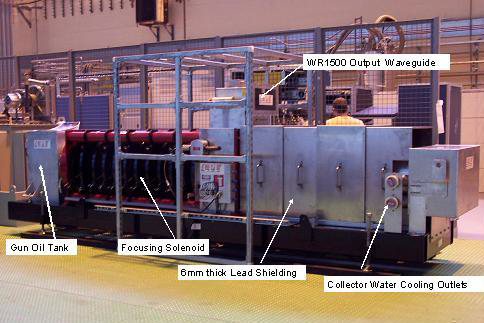 WR1500 Output Waveguide
Gun Oil Tank
Focusing Solenoid
6mm thick Lead Shielding
Collector Water Cooling Outlets